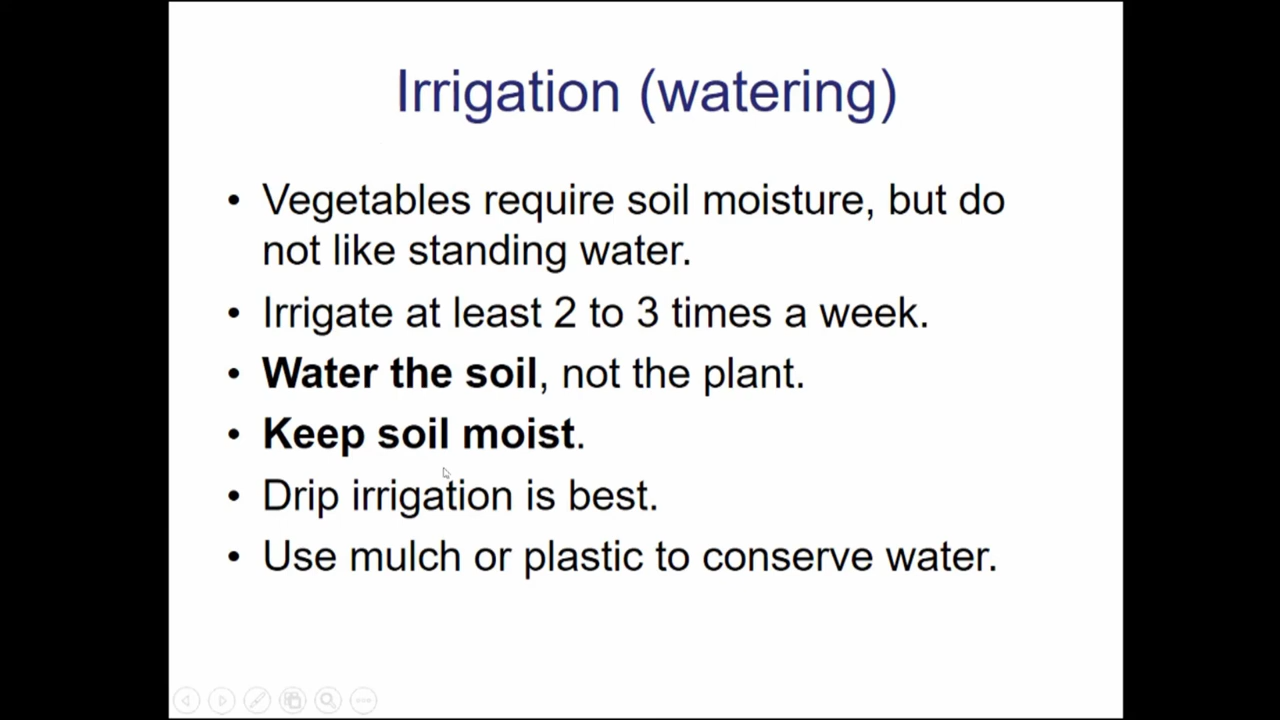 Irrigation (watering)
• Vegetables require soil moisture, but do
not like standing water.
• Irrigate at least 2 to 3 times a week.
• Water the soil, not the plant.
• Keep soil moist.
• Drip irrigation is best.
• Use mulch or plastic to conserve water.